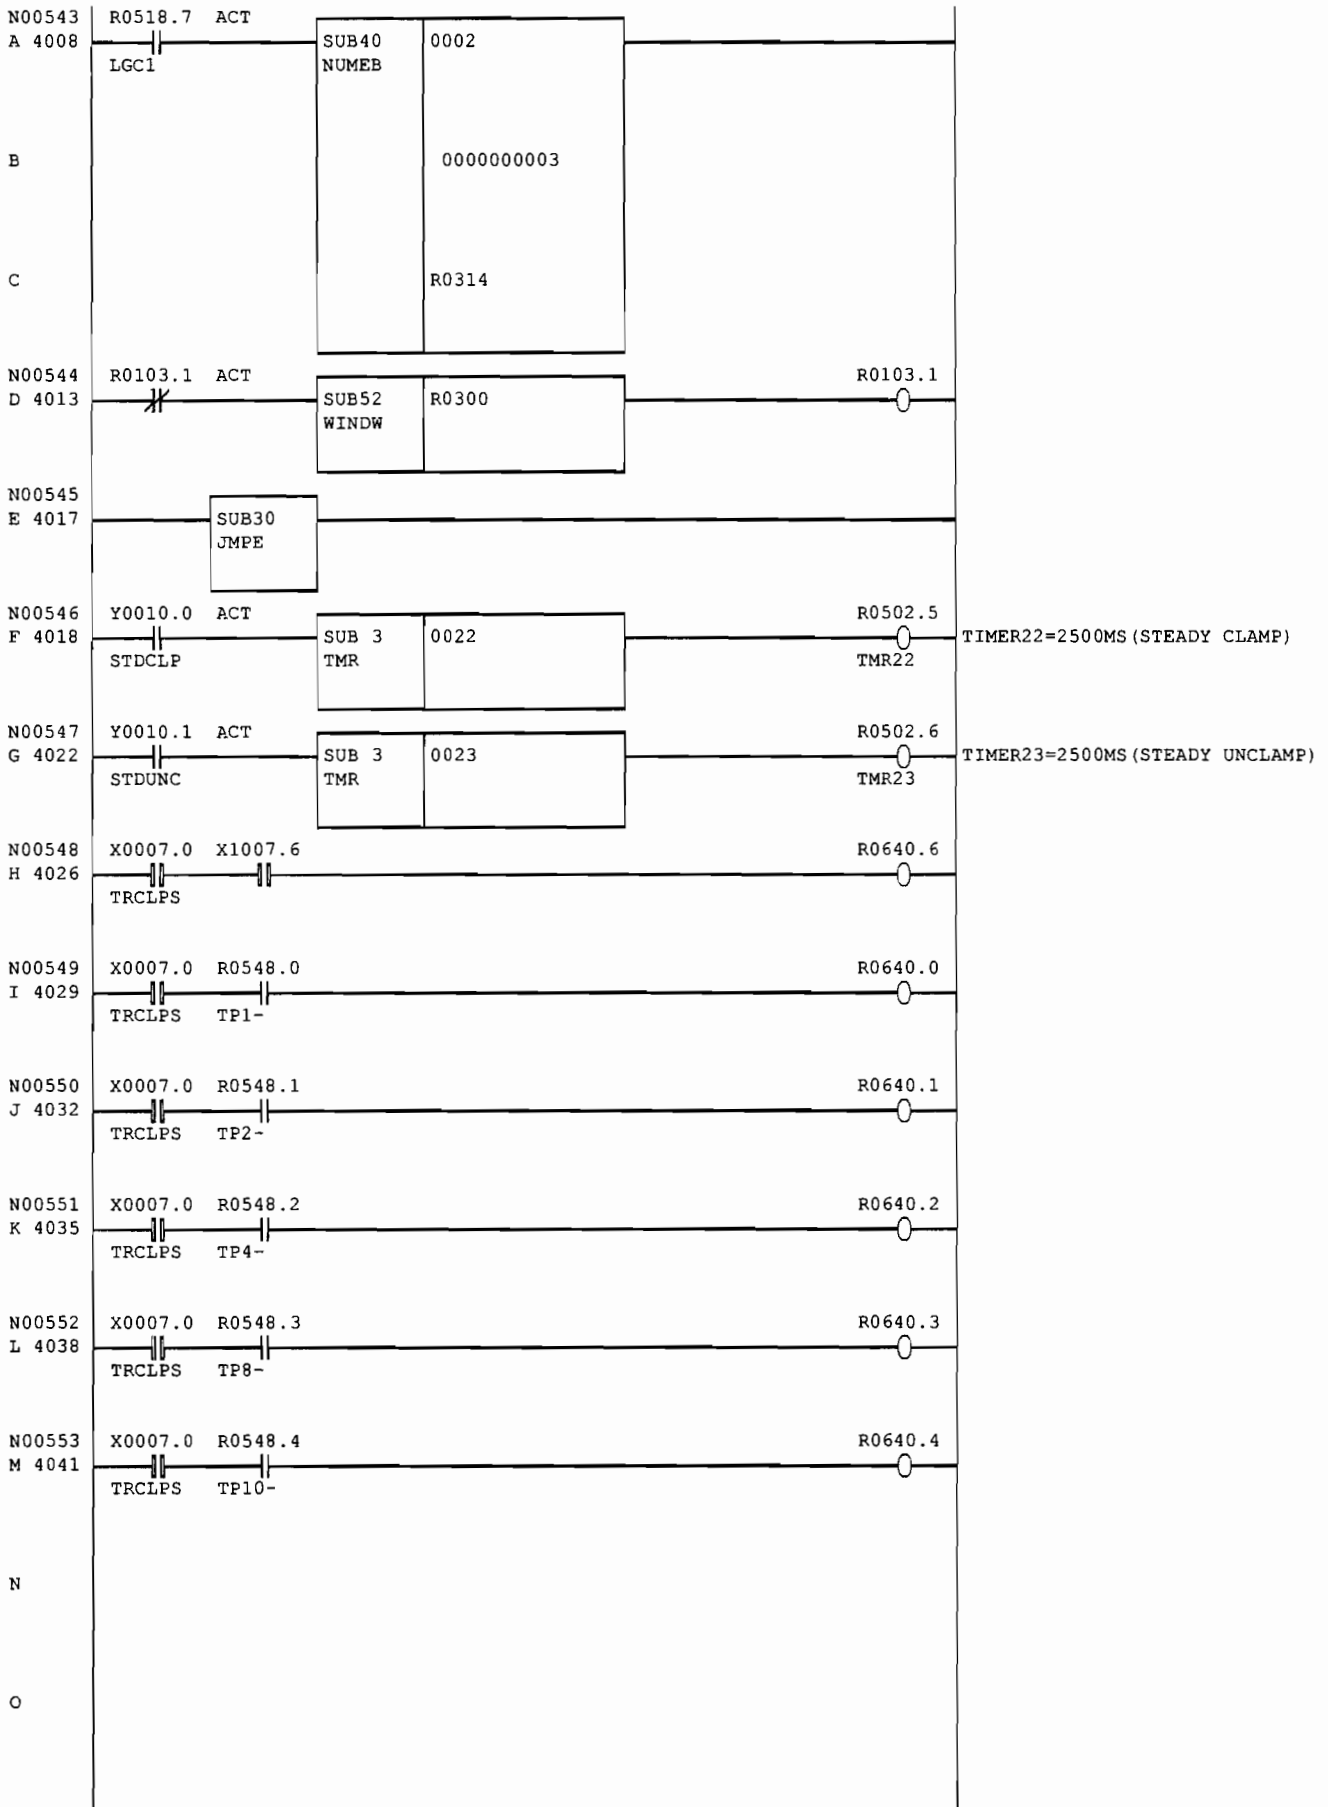 N00543 R0518.7 ACT
A 4008 SUB40 0002
LGC1 NUMEB
B 0000000003
C R0314
N00544 R0103.1 ACT R0103.1
D 4013 SUB52 R0300
WINDW
N00545
E 4017 SUB30
JMPE
N00546 Y0010.0 ACT R0502.5
F 4018 SUB 3 0022 TIMER22=2500MS(STEADY CLAMP)
STDCLP TMR TMR22
N00547 Y0010.1 ACT R0502.6
G 4022 SUB 3 0023 TIMER23=2500MS(STEADY UNCLAMP)
STDUNC TMR TMR23
N00548 X0007.0 X1007.6 R0640.6
H 4026
TRCLPS
N00549 X0007.0 R0548.0 R0640.0
I 4029
TRCLPS TP1-
N00550 X0007.0 R0548.1 R0640.1
J 4032
TRCLPS TP2-
N00551 X0007.0 R0548.2 R0640.2
K 4035
TRCLPS TP4-
N00552 X0007.0 R0548.3 R0640.3
L 4038
TRCLPS TP8-
N00553 X0007.0 R0548.4 R0640.4
M 4041
TRCLPS TP10-
N
O